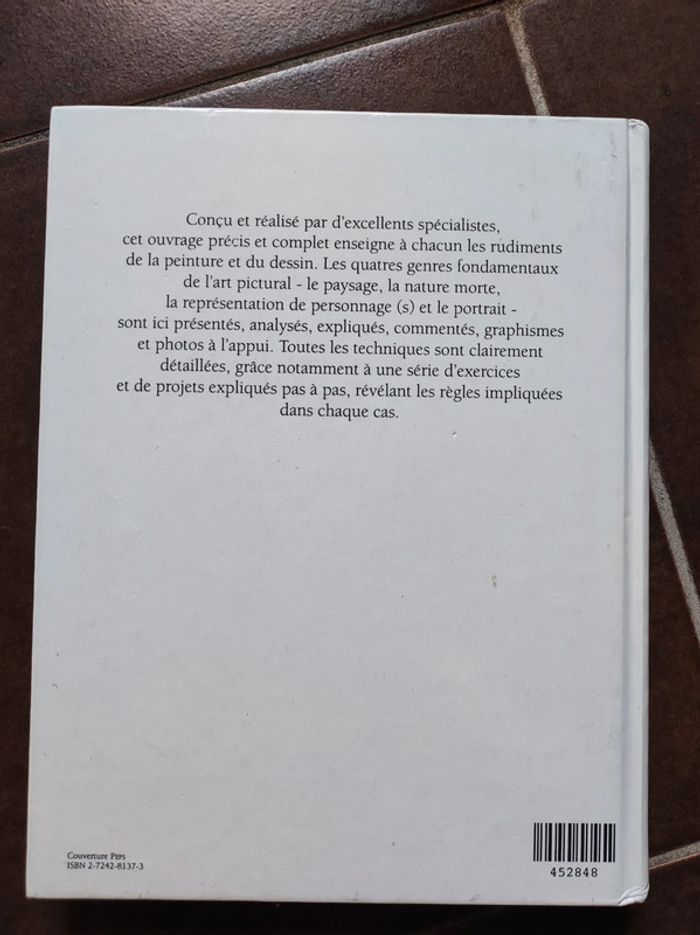 Conçu et réalisé par d'excellents spécialistes,
cet ouvrage précis et complet enseigne à chacun les rudiments
de la peinture et du dessin. Les quatres genres fondamentaux
de l'art pictural - le paysage, la nature morte,
la représentation de personnage (s) et le portrait -
sont ici présentés, analysés, expliqués, commentés, graphismes
et photos à l'appui. Toutes les techniques sont clairement
détaillées, grâce notamment à une série d'exercices
et de projets expliqués pas à pas, révélant les règles impliquées
dans chaque cas.
Couverture PEPS
ISBN 2-7242-8137-3
452848